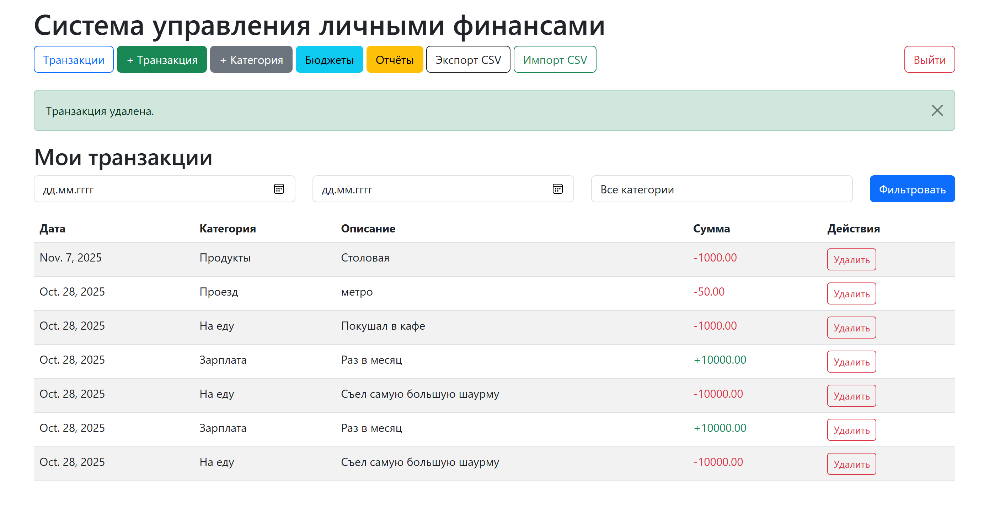 Система управления личными финансами
Транзакции + Транзакция + Категория Бюджеты Отчёты Экспорт CSV Импорт CSV Выйти
Транзакция удалена.
Мои транзакции
дд.мм.гггг дд.мм.гггг Все категории Фильтровать
Дата Категория Описание Сумма Действия
Nov. 7, 2025 Продукты Столовая -1000.00 Удалить
Oct. 28, 2025 Проезд метро -50.00 Удалить
Oct. 28, 2025 На еду Покушал в кафе -1000.00 Удалить
Oct. 28, 2025 Зарплата Раз в месяц +10000.00 Удалить
Oct. 28, 2025 На еду Съел самую большую шаурму -10000.00 Удалить
Oct. 28, 2025 Зарплата Раз в месяц +10000.00 Удалить
Oct. 28, 2025 На еду Съел самую большую шаурму -10000.00 Удалить